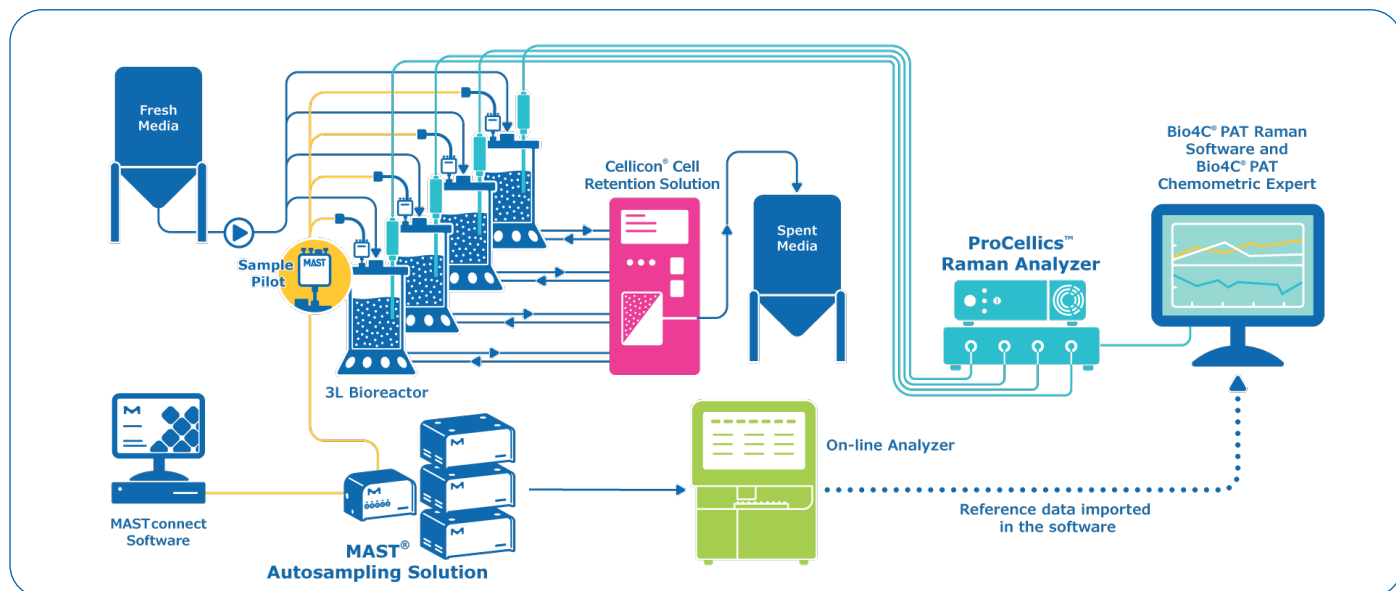 Fresh
Media
Sample
Pilot
MAST
3L Bioreactor
Cellicon® Cell
Retention Solution
Spent
Media
ProCellics™
Raman Analyzer
Bio4C® PAT Raman
Software and
Bio4C® PAT
Chemometric Expert
MASTconnect
Software
MAST®
Autosampling Solution
On-line Analyzer
Reference data imported
in the software